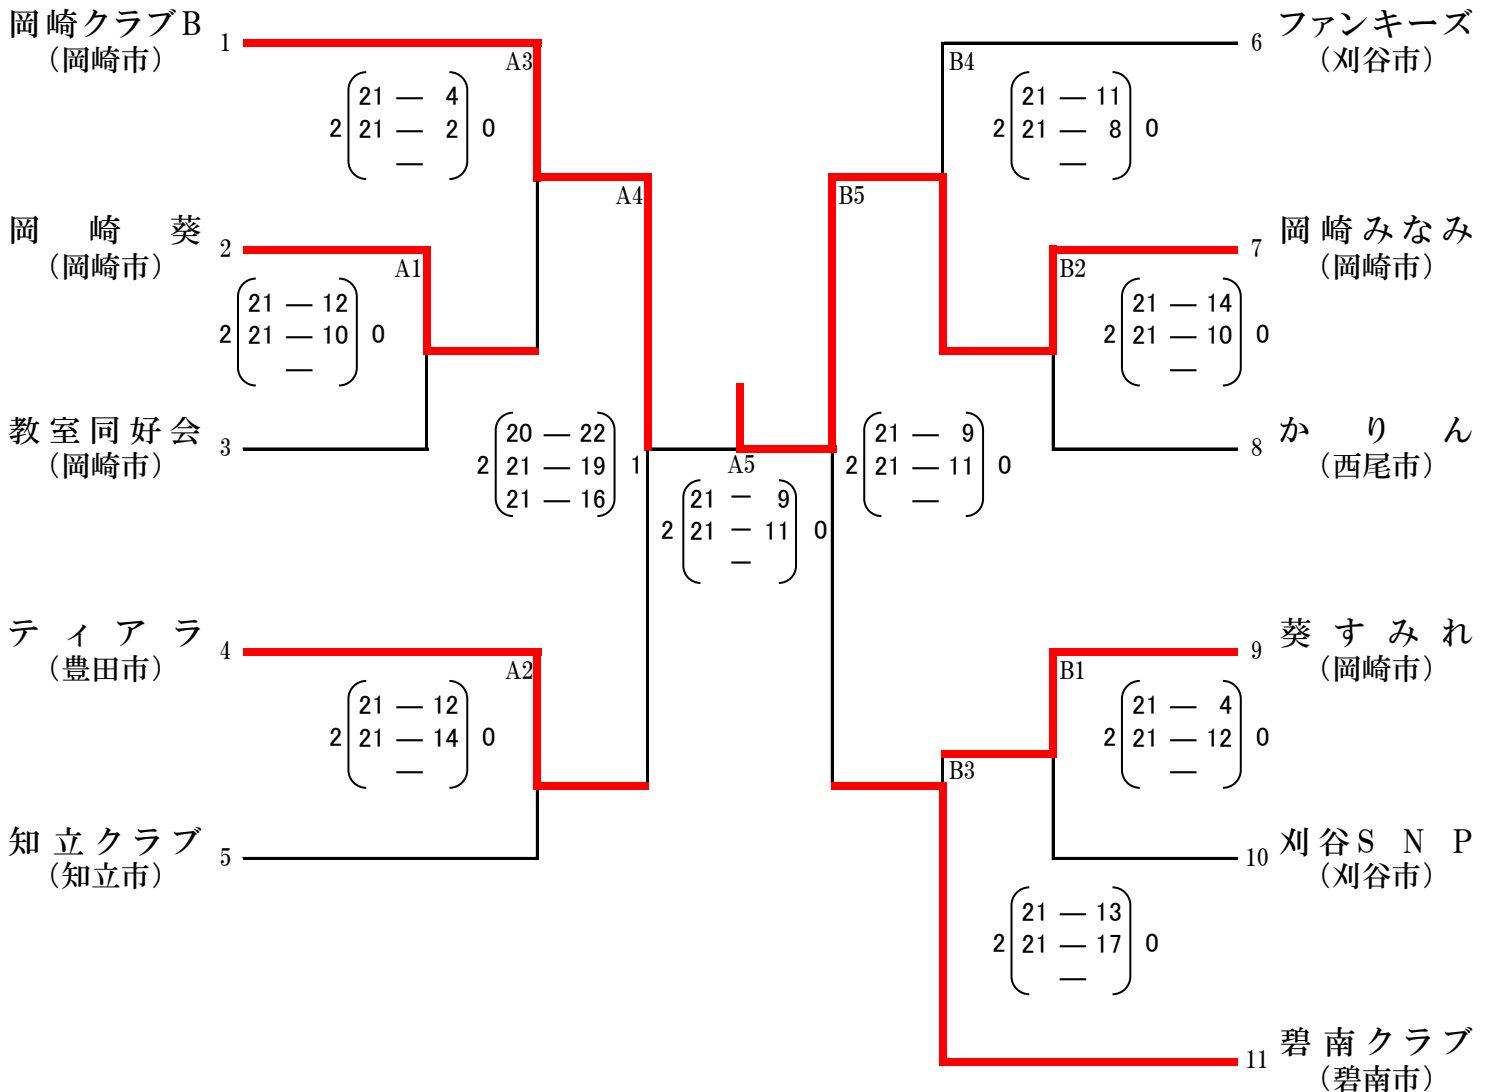 岡崎クラブB 1
（岡崎市）
A3
21 — 4
2 21 — 2 0
—
岡崎葵 2
（岡崎市）
A1
21 — 12
2 21 — 10 0
—
教室同好会 3
（岡崎市）
A4
20 — 22
2 21 — 19 1
21 — 16
ティアラ 4
（豊田市）
A2
21 — 12
2 21 — 14 0
—
知立クラブ 5
（知立市）
A5
21 — 9
2 21 — 11 0
—
6 ファンキーズ
（刈谷市）
B4
21 — 11
2 21 — 8 0
—
B5
21 — 9
2 21 — 11 0
—
7 岡崎みなみ
（岡崎市）
B2
21 — 14
2 21 — 10 0
—
8 かりん
（西尾市）
9 葵すみれ
（岡崎市）
B1
21 — 4
2 21 — 12 0
—
B3
10 刈谷SNP
（刈谷市）
21 — 13
2 21 — 17 0
—
11 碧南クラブ
（碧南市）